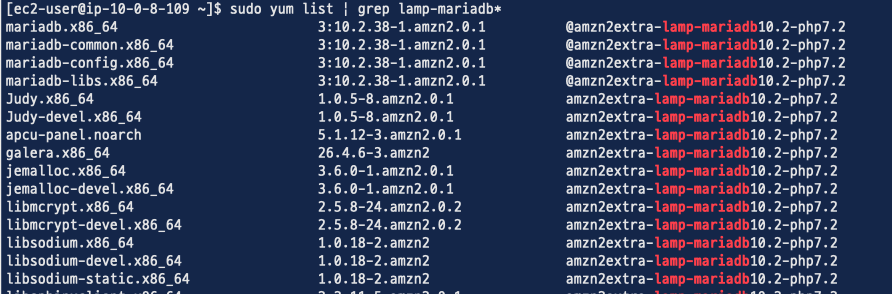 [ec2-user@ip-10-0-8-109 ~]$ sudo yum list | grep lamp-mariadb*
mariadb.x86_64 3:10.2.38-1.amzn2.0.1 @amzn2extra-lamp-mariadb10.2-php7.2
mariadb-common.x86_64 3:10.2.38-1.amzn2.0.1 @amzn2extra-lamp-mariadb10.2-php7.2
mariadb-config.x86_64 3:10.2.38-1.amzn2.0.1 @amzn2extra-lamp-mariadb10.2-php7.2
mariadb-libs.x86_64 3:10.2.38-1.amzn2.0.1 @amzn2extra-lamp-mariadb10.2-php7.2
Judy.x86_64 1.0.5-8.amzn2.0.1 amzn2extra-lamp-mariadb10.2-php7.2
Judy-devel.x86_64 1.0.5-8.amzn2.0.1 amzn2extra-lamp-mariadb10.2-php7.2
apcu-panel.noarch 5.1.12-3.amzn2.0.1 amzn2extra-lamp-mariadb10.2-php7.2
galera.x86_64 26.4.6-3.amzn2 amzn2extra-lamp-mariadb10.2-php7.2
jemalloc.x86_64 3.6.0-1.amzn2.0.1 amzn2extra-lamp-mariadb10.2-php7.2
jemalloc-devel.x86_64 3.6.0-1.amzn2.0.1 amzn2extra-lamp-mariadb10.2-php7.2
libmcrypt.x86_64 2.5.8-24.amzn2.0.2 amzn2extra-lamp-mariadb10.2-php7.2
libmcrypt-devel.x86_64 2.5.8-24.amzn2.0.2 amzn2extra-lamp-mariadb10.2-php7.2
libsodium.x86_64 1.0.18-2.amzn2 amzn2extra-lamp-mariadb10.2-php7.2
libsodium-devel.x86_64 1.0.18-2.amzn2 amzn2extra-lamp-mariadb10.2-php7.2
libsodium-static.x86_64 1.0.18-2.amzn2 amzn2extra-lamp-mariadb10.2-php7.2